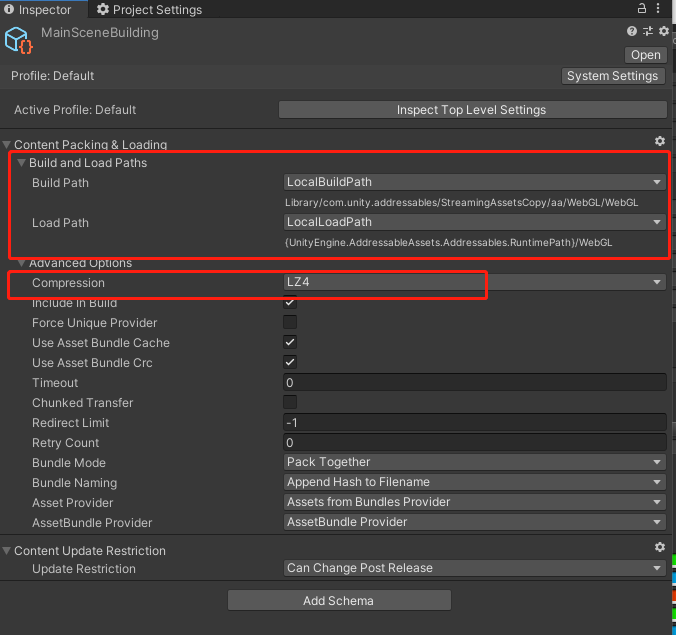 Inspector Project Settings
MainSceneBuilding
Open
Profile: Default System Settings
Active Profile: Default Inspect Top Level Settings
Content Packing & Loading
Build and Load Paths
Build Path LocalBuildPath
Library/com.unity.addressables/StreamingAssetsCopy/aa/WebGL/WebGL
Load Path LocalLoadPath
{UnityEngine.AddressableAssets.Addressables.RuntimePath}/WebGL
Advanced Options
Compression LZ4
Include In Build
Force Unique Provider
Use Asset Bundle Cache
Use Asset Bundle Crc
Timeout 0
Chunked Transfer
Redirect Limit -1
Retry Count 0
Bundle Mode Pack Together
Bundle Naming Append Hash to Filename
Asset Provider Assets from Bundles Provider
AssetBundle Provider AssetBundle Provider
Content Update Restriction
Update Restriction Can Change Post Release
Add Schema